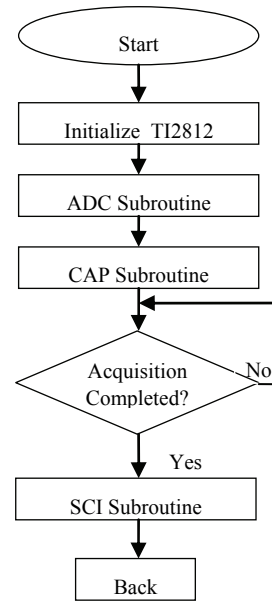 Start
Initialize TI2812
ADC Subroutine
CAP Subroutine
Acquisition
Completed?
No
Yes
SCI Subroutine
Back